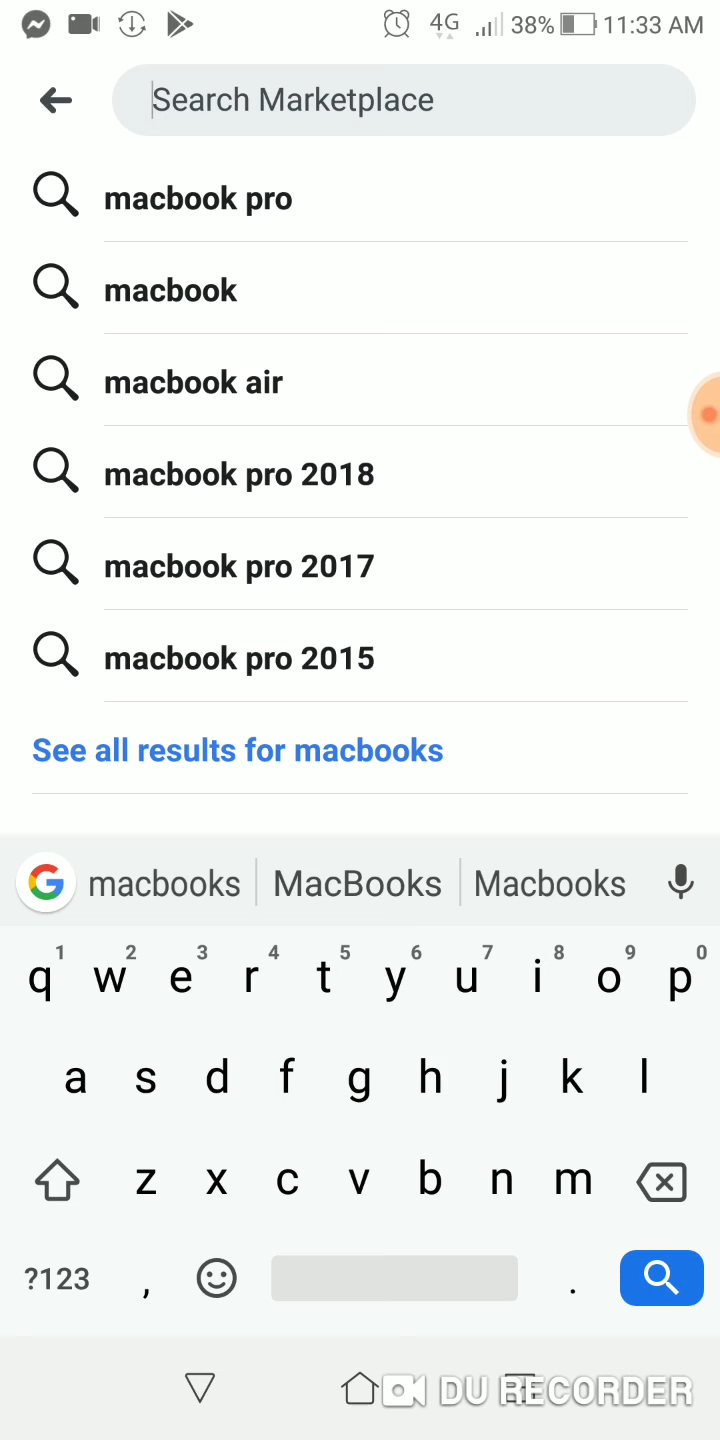 4G 38% 11:33 AM
Search Marketplace
macbook pro
macbook
macbook air
macbook pro 2018
macbook pro 2017
macbook pro 2015
See all results for macbooks
macbooks MacBooks Macbooks
1 2 3 4 5 6 7 8 9 0
q w e r t y u i o p
a s d f g h j k l
z x c v b n m
?123 , .
DU RECORDER